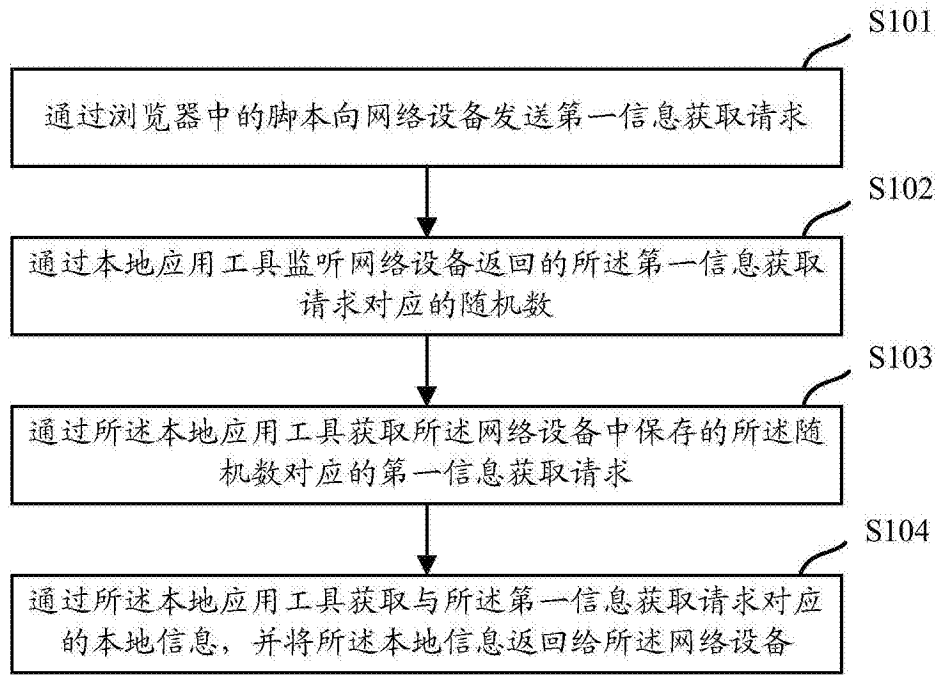 S101
通过浏览器中的脚本向网络设备发送第一信息获取请求
S102
通过本地应用工具监听网络设备返回的所述第一信息获取
请求对应的随机数
S103
通过所述本地应用工具获取所述网络设备中保存的所述随
机数对应的第一信息获取请求
S104
通过所述本地应用工具获取与所述第一信息获取请求对应
的本地信息，并将所述本地信息返回给所述网络设备